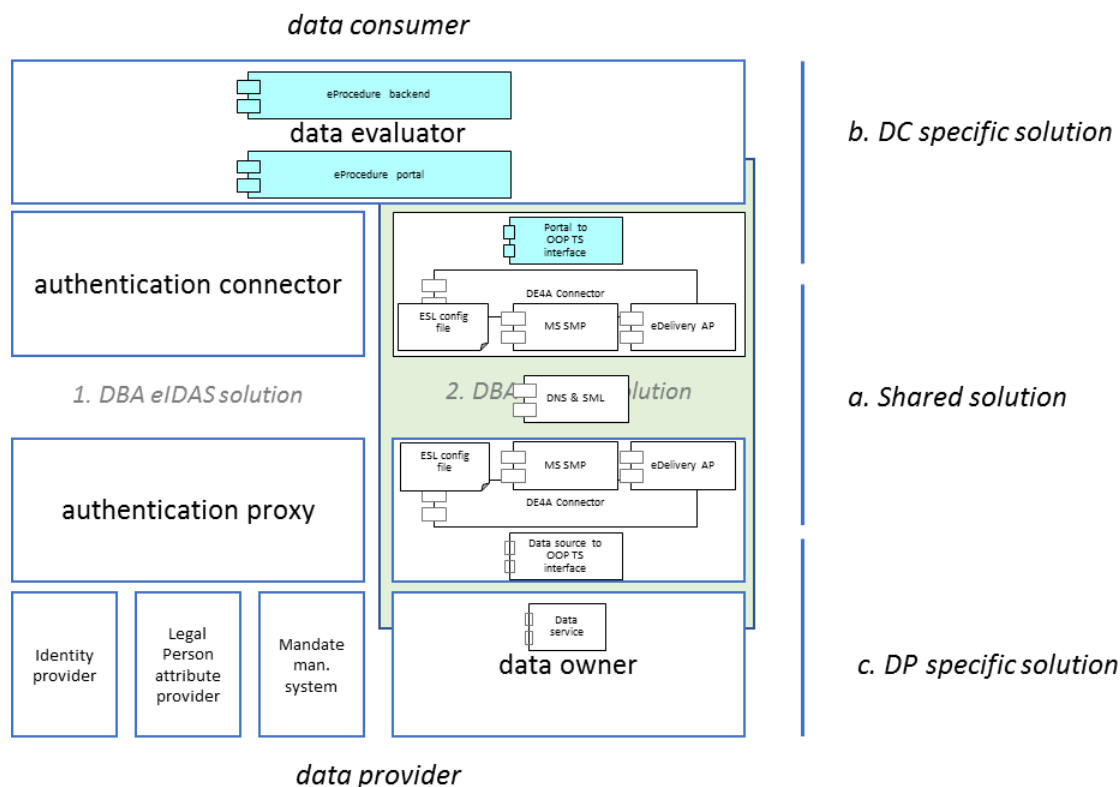 data consumer
eProcedure backend
data evaluator
eProcedure portal
b. DC specific solution
authentication connector
Portal to
OOP TS
interface
DE4A Connector
ESL config
file
MS SMP
eDelivery AP
1. DBA eIDAS solution
2. DBA
olution
DNS & SML
a. Shared solution
authentication proxy
ESL config
file
MS SMP
eDelivery AP
DE4A Connector
Data source to
OOP TS
interface
Identity
provider
Legal
Person
attribute
provider
Mandate
man.
system
Data
service
data owner
c. DP specific solution
data provider